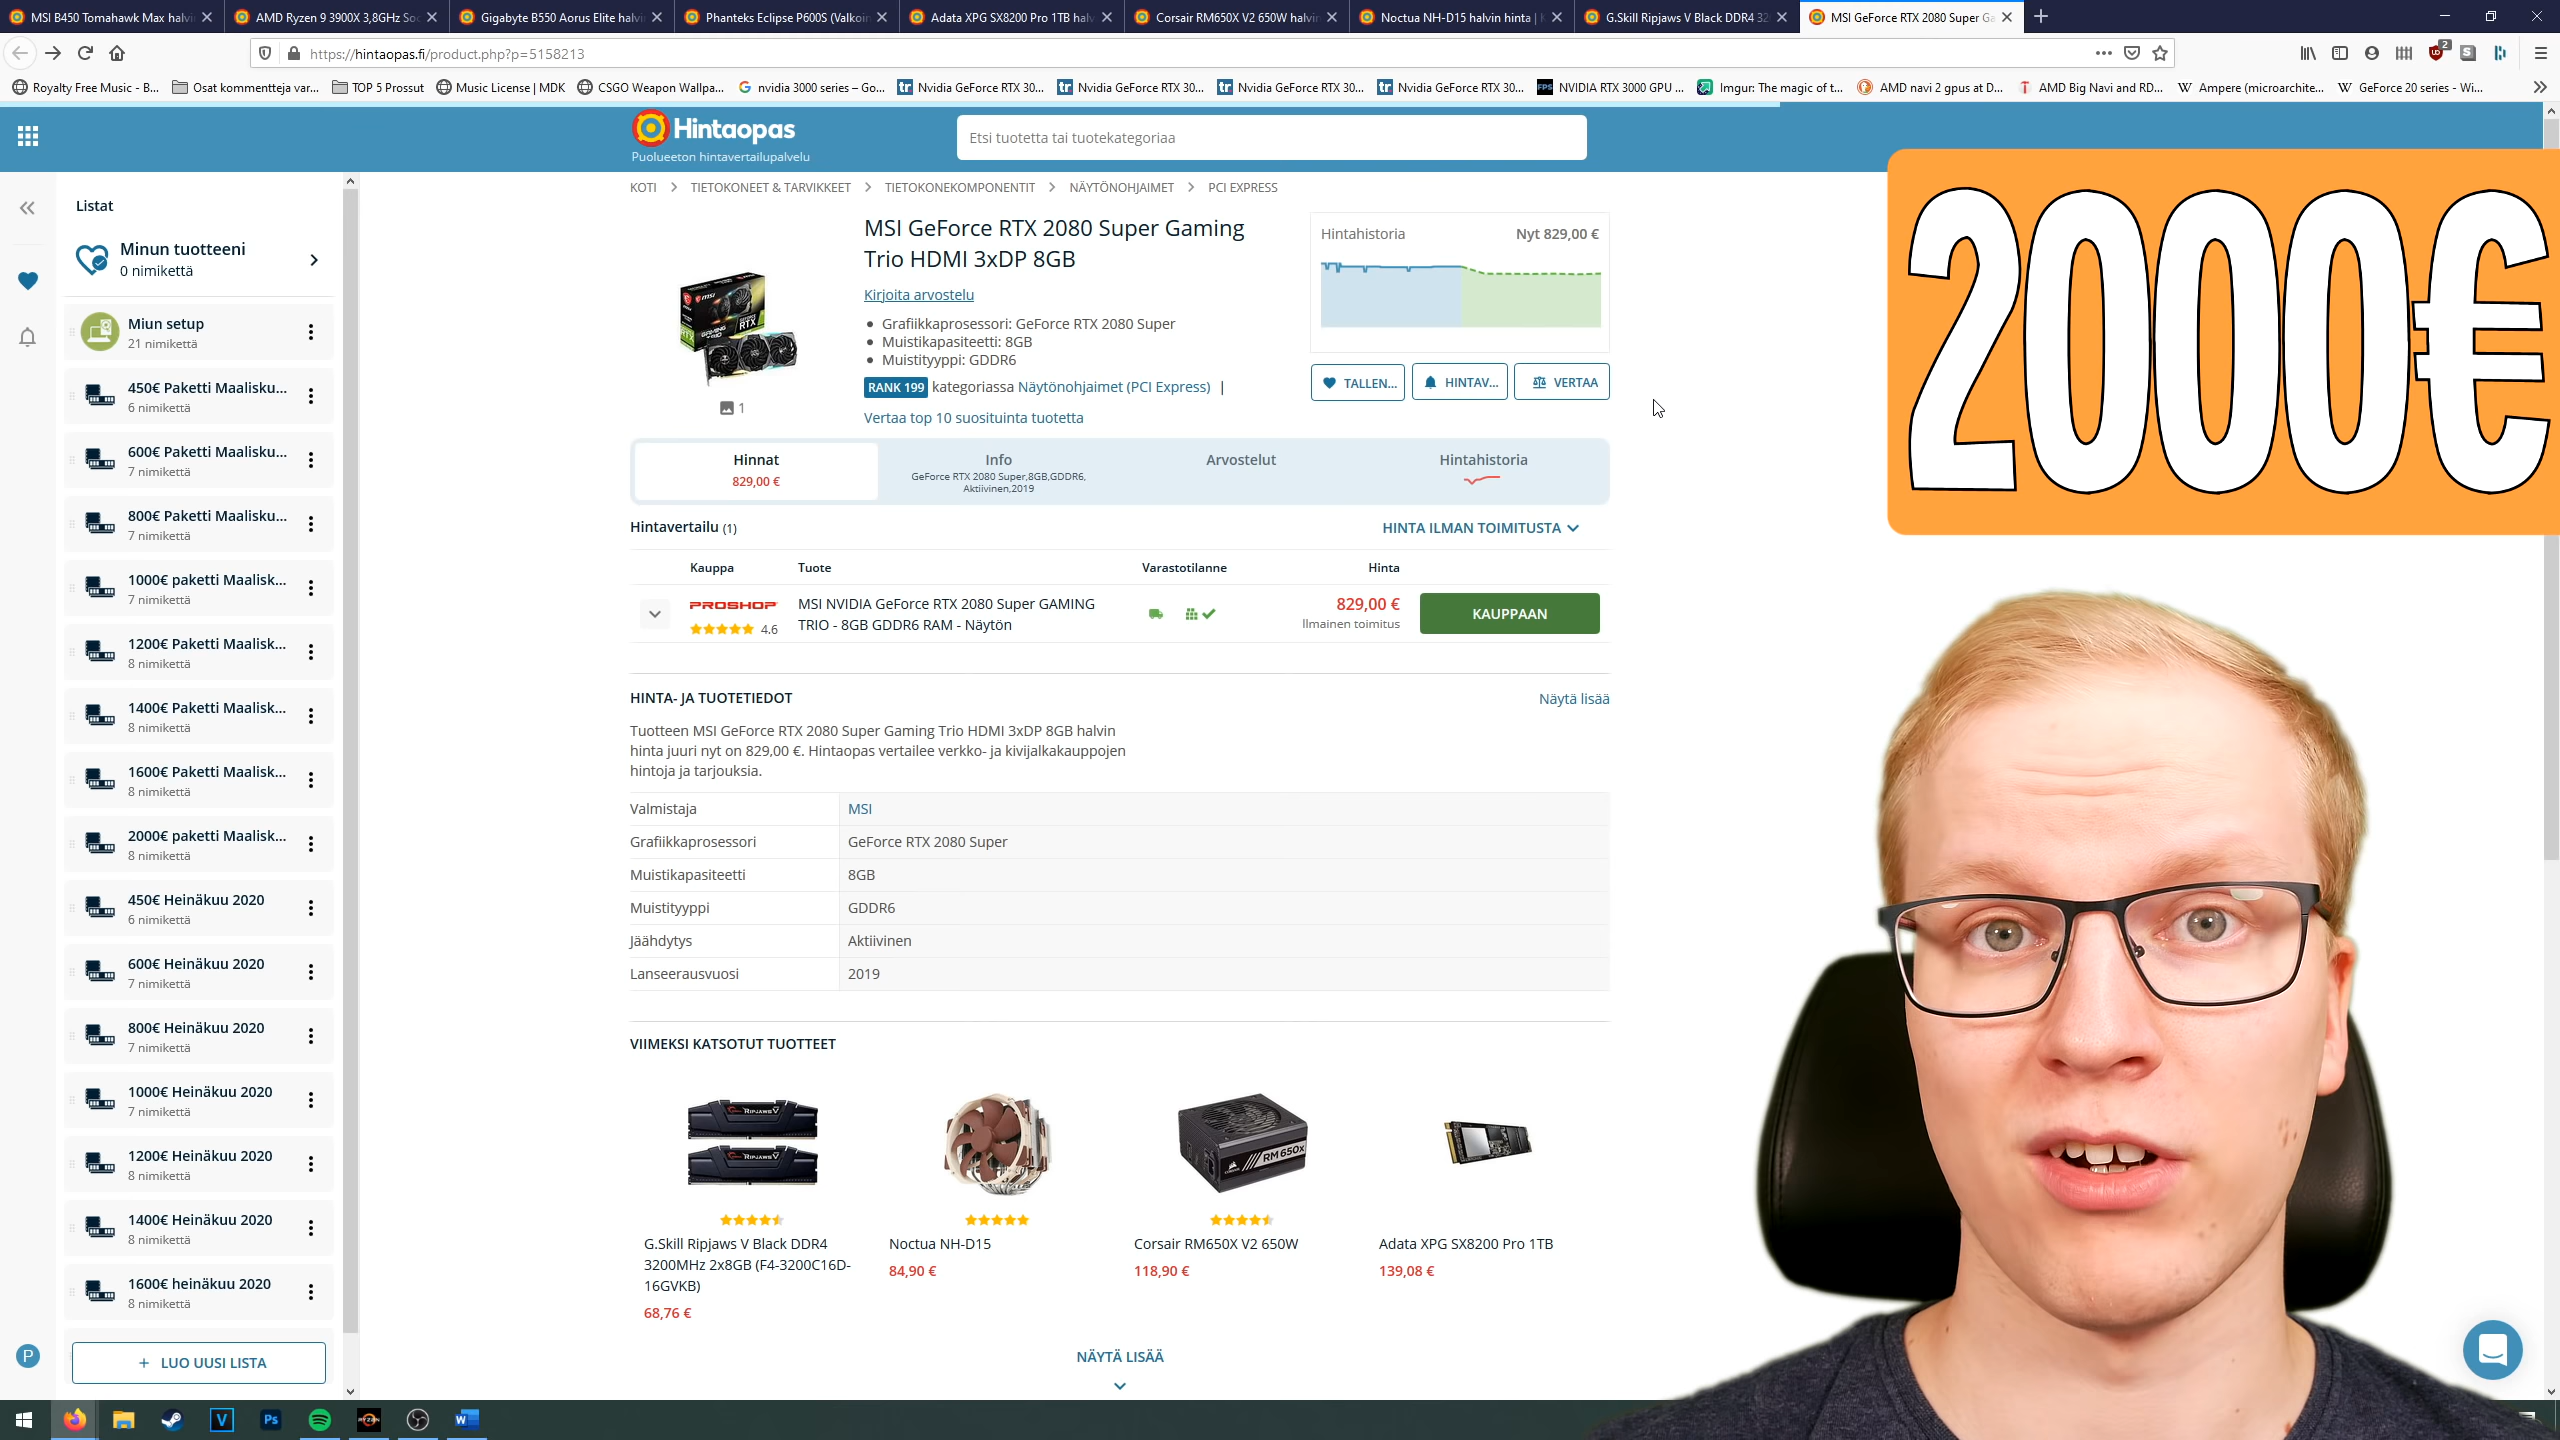 MSI B450 Tomahawk Max halvi
AMD Ryzen 9 3900X 3,8GHz Soc
Gigabyte B550 Aorus Elite halvi
Phanteks Eclipse P600S (Valkoin
Adata XPG SX8200 Pro 1TB halv
Corsair RM650X V2 650W halvin
Noctua NH-D15 halvin hinta |
G.Skill Ripjaws V Black DDR4 32
MSI GeForce RTX 2080 Super Ga
https://hintaopas.fi/product.php?p=5158213
2
Royalty Free Music - B...
Osat kommentteja var...
TOP 5 Prossut
Music License | MDK
CSGO Weapon Wallpa...
nvidia 3000 series – Go...
Nvidia GeForce RTX 30...
Nvidia GeForce RTX 30...
Nvidia GeForce RTX 30...
Nvidia GeForce RTX 30...
NVIDIA RTX 3000 GPU ...
Imgur: The magic of t...
AMD navi 2 gpus at D...
AMD Big Navi and RD...
Ampere (microarchite...
GeForce 20 series - Wi...
Hintaopas
Puolueeton hintavertailupalvelu
Etsi tuotetta tai tuotekategoriaa
2000€
Listat
Minun tuotteeni
0 nimikettä
Miun setup
21 nimikettä
450€ Paketti Maalisku...
6 nimikettä
600€ Paketti Maalisku...
7 nimikettä
800€ Paketti Maalisku...
7 nimikettä
1000€ paketti Maalisk...
7 nimikettä
1200€ Paketti Maalisk...
8 nimikettä
1400€ Paketti Maalisk...
8 nimikettä
1600€ Paketti Maalisk...
8 nimikettä
2000€ paketti Maalisk...
8 nimikettä
450€ Heinäkuu 2020
6 nimikettä
600€ Heinäkuu 2020
7 nimikettä
800€ Heinäkuu 2020
7 nimikettä
1000€ Heinäkuu 2020
7 nimikettä
1200€ Heinäkuu 2020
8 nimikettä
1400€ Heinäkuu 2020
8 nimikettä
1600€ heinäkuu 2020
8 nimikettä
P
+ LUO UUSI LISTA
KOTI > TIETOKONEET & TARVIKKEET > TIETOKONEKOMPONENTIT > NÄYTÖNOHJAIMET > PCI EXPRESS
MSI GeForce RTX 2080 Super Gaming
Trio HDMI 3xDP 8GB
Kirjoita arvostelu
Grafiikkaprosessori: GeForce RTX 2080 Super
Muistikapasiteetti: 8GB
Muistityyppi: GDDR6
RANK 199 kategoriassa Näytönohjaimet (PCI Express) |
Vertaa top 10 suosituinta tuotetta
1
Hintahistoria
Nyt 829,00 €
TALLEN...
HINTAV...
VERTAA
Hinnat
829,00 €
Info
GeForce RTX 2080 Super,8GB,GDDR6,
Aktiivinen,2019
Arvostelut
Hintahistoria
Hintavertailu (1)
HINTA ILMAN TOIMITUSTA
Kauppa
Tuote
Varastotilanne
Hinta
PROSHOP
4.6
MSI NVIDIA GeForce RTX 2080 Super GAMING
TRIO - 8GB GDDR6 RAM - Näytön
829,00 €
Ilmainen toimitus
KAUPPAAN
HINTA- JA TUOTETIEDOT
Näytä lisää
Tuotteen MSI GeForce RTX 2080 Super Gaming Trio HDMI 3xDP 8GB halvin
hinta juuri nyt on 829,00 €. Hintaopas vertailee verkko- ja kivijalkakauppojen
hintoja ja tarjouksia.
Valmistaja
MSI
Grafiikkaprosessori
GeForce RTX 2080 Super
Muistikapasiteetti
8GB
Muistityyppi
GDDR6
Jäähdytys
Aktiivinen
Lanseerausvuosi
2019
VIIMEKSI KATSOTUT TUOTTEET
G.Skill Ripjaws V Black DDR4
3200MHz 2x8GB (F4-3200C16D-
16GVKB)
68,76 €
Noctua NH-D15
84,90 €
RM 650x
Corsair RM650X V2 650W
118,90 €
Adata XPG SX8200 Pro 1TB
139,08 €
NÄYTÄ LISÄÄ